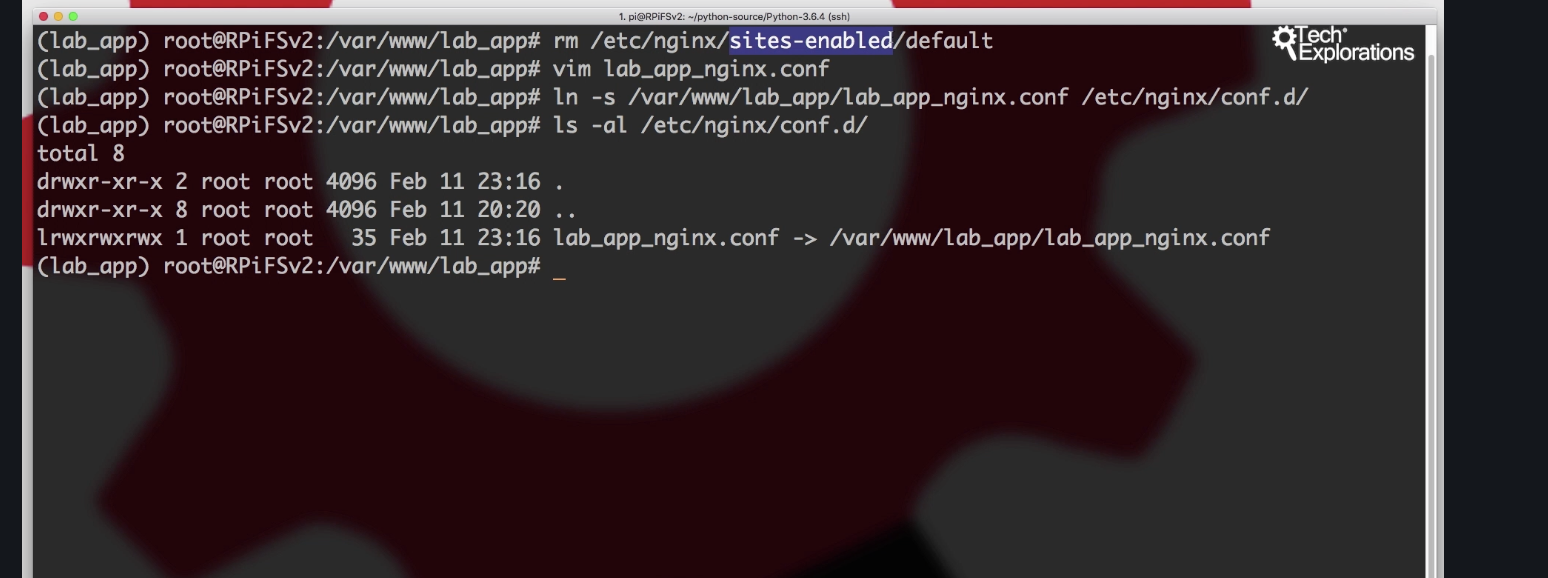 1. pi@RPiFSv2: ~/python-source/Python-3.6.4 (ssh)
(lab_app) root@RPiFSv2:/var/www/lab_app# rm /etc/nginx/sites-enabled/default
Tech
Explorations
(lab_app) root@RPiFSv2:/var/www/lab_app# vim lab_app_nginx.conf
(lab_app) root@RPiFSv2:/var/www/lab_app# ln -s /var/www/lab_app/lab_app_nginx.conf /etc/nginx/conf.d/
(lab_app) root@RPiFSv2:/var/www/lab_app# ls -al /etc/nginx/conf.d/
total 8
drwxr-xr-x 2 root root 4096 Feb 11 23:16 .
drwxr-xr-x 8 root root 4096 Feb 11 20:20 ..
lrwxrwxrwx 1 root root   35 Feb 11 23:16 lab_app_nginx.conf -> /var/www/lab_app/lab_app_nginx.conf
(lab_app) root@RPiFSv2:/var/www/lab_app# _